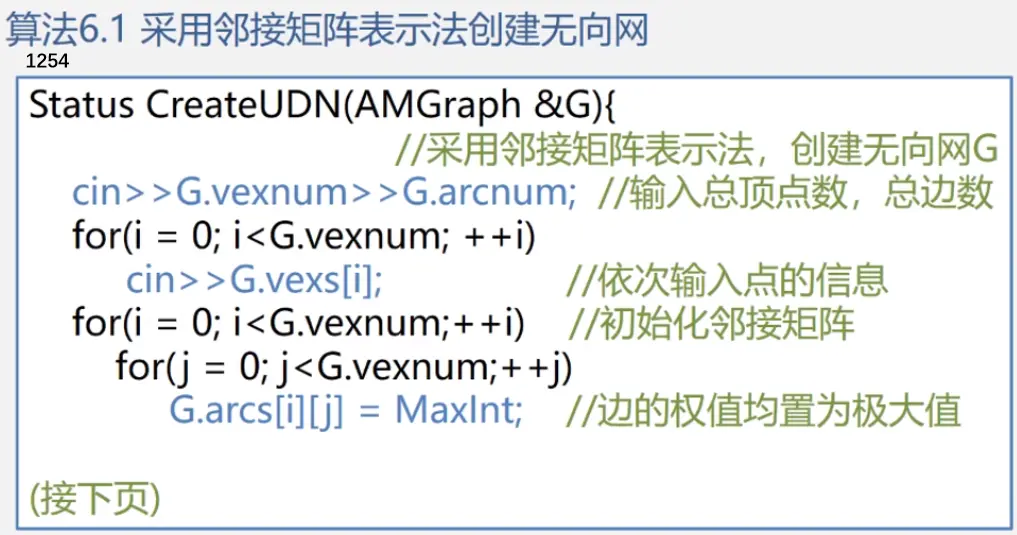 算法6.1 采用邻接矩阵表示法创建无向网
1254
Status CreateUDN(AMGraph &G){
//采用邻接矩阵表示法，创建无向网G
cin>>G.vexnum>>G.arcnum; //输入总顶点数，总边数
for(i = 0; i<G.vexnum; ++i)
cin>>G.vexs[i]; //依次输入点的信息
for(i = 0; i<G.vexnum;++i) //初始化邻接矩阵
for(j = 0; j<G.vexnum;++j)
G.arcs[i][j] = MaxInt; //边的权值均置为极大值
(接下页)